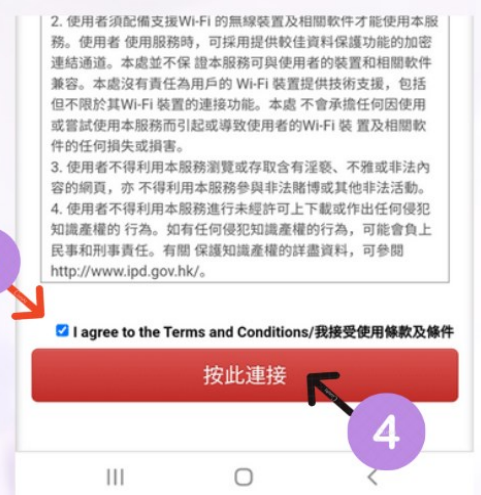 2. 使用者須配備支援Wi-Fi 的無線裝置及相關軟件才能使用本服
務。使用者 使用服務時，可採用提供較佳資料保護功能的加密
連結通道。本處並不保 證本服務可與使用者的裝置和相關軟件
兼容。本處沒有責任為用戶的 Wi-Fi 裝置提供技術支援，包括
但不限於其Wi-Fi 裝置的連接功能。本處 不會承擔任何因使用
或嘗試使用本服務而引起或導致使用者的Wi-Fi 裝 置及相關軟
件的任何損失或損害。
3. 使用者不得利用本服務瀏覽或存取含有淫褻、不雅或非法內
容的網頁，亦 不得利用本服務參與非法賭博或其他非法活動。
4. 使用者不得利用本服務進行未經許可上下載或作出任何侵犯
知識產權的 行為。如有任何侵犯知識產權的行為，可能會負上
民事和刑事責任。有關 保護知識產權的詳盡資料，可參閱
http://www.ipd.gov.hk/。
I agree to the Terms and Conditions/我接受使用條款及條件
按此連接
4